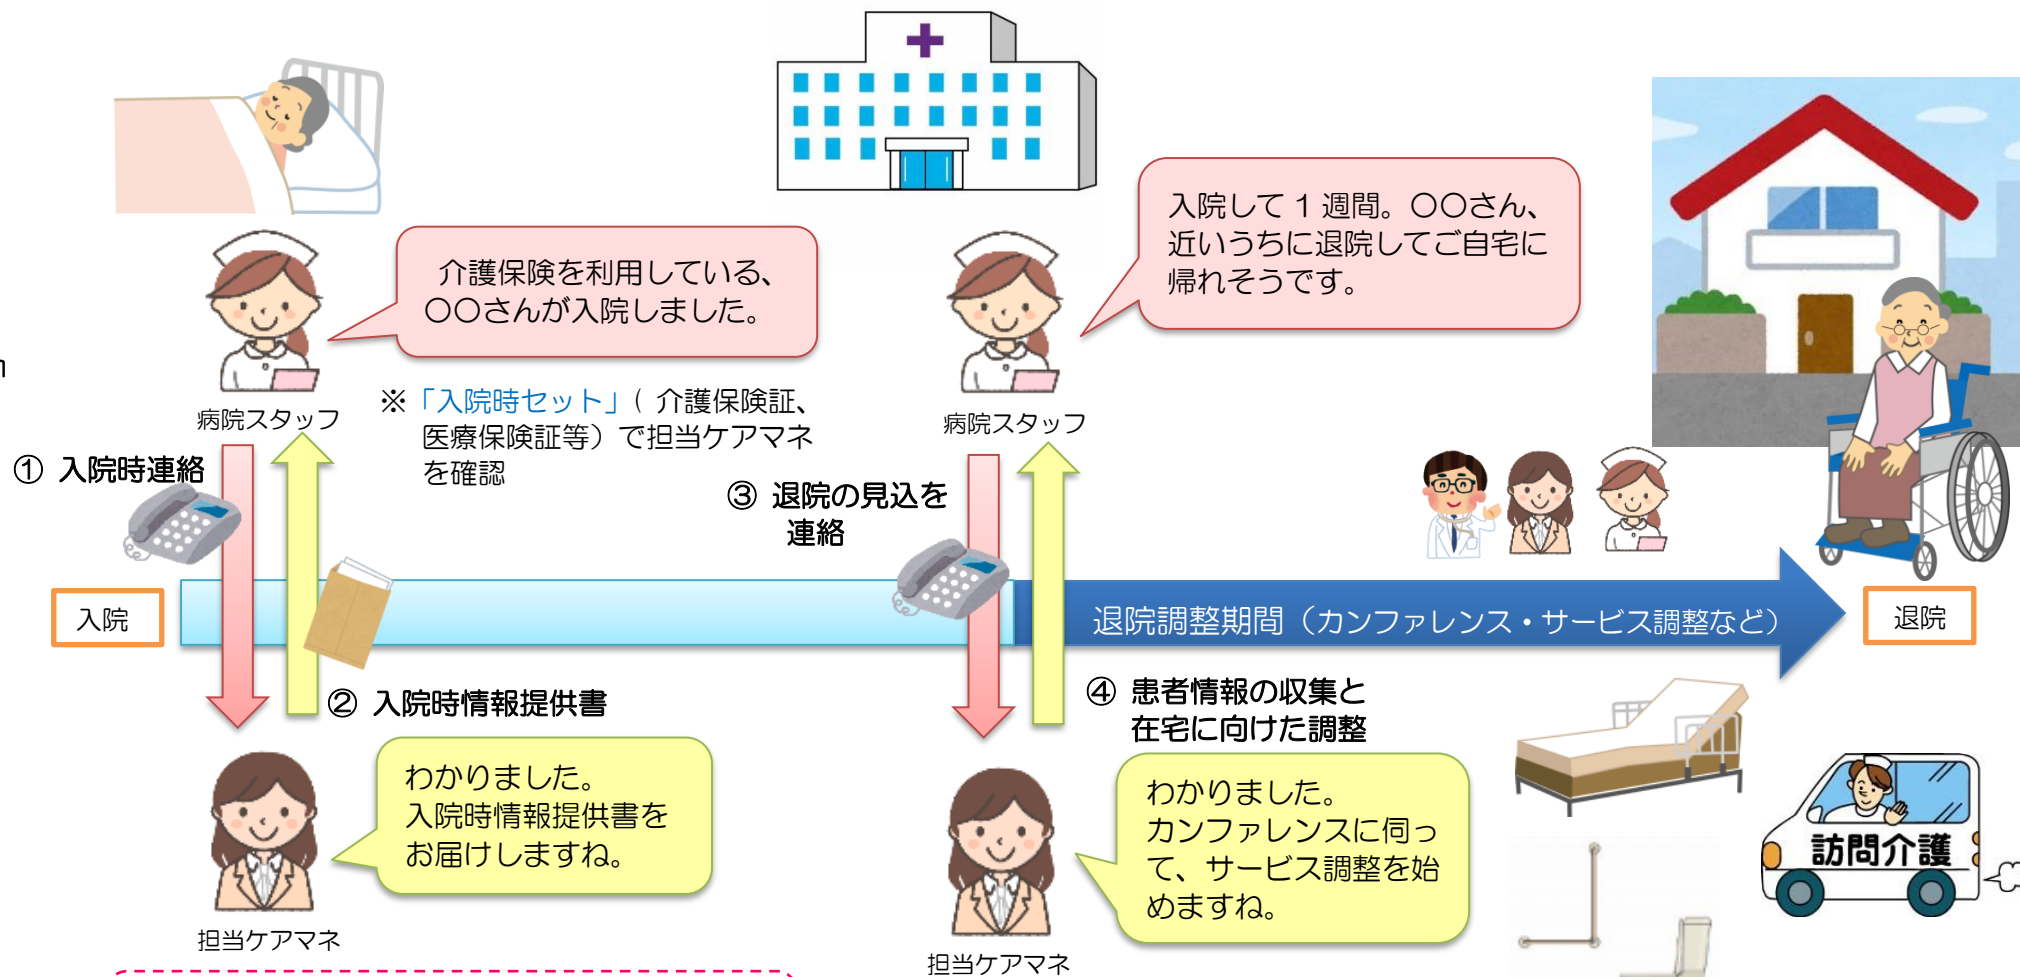 介護保険を利用している、
〇〇さんが入院しました。
入院して1週間。〇〇さん、
近いうちに退院してご自宅に
帰れそうです。
病院スタッフ
※「入院時セット」( 介護保険証、
医療保険証等）で担当ケアマネ
を確認
病院スタッフ
① 入院時連絡
③ 退院の見込を
連絡
入院
退院調整期間（カンファレンス・サービス調整など）
退院
② 入院時情報提供書
④ 患者情報の収集と
在宅に向けた調整
わかりました。
入院時情報提供書を
お届けしますね。
わかりました。
カンファレンスに伺っ
て、サービス調整を始
めますね。
訪問介護
担当ケアマネ
担当ケアマネ